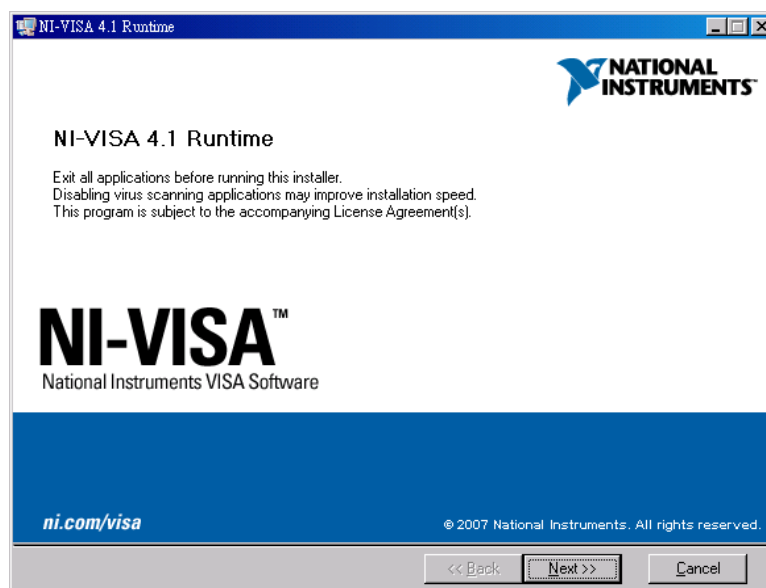 NI-VISA 4.1 Runtime
NATIONAL
INSTRUMENTS™
NI-VISA 4.1 Runtime
Exit all applications before running this installer.
Disabling virus scanning applications may improve installation speed.
This program is subject to the accompanying License Agreement(s).
NI-VISA™
National Instruments VISA Software
ni.com/visa
© 2007 National Instruments. All rights reserved.
<< Back
Next >>
Cancel